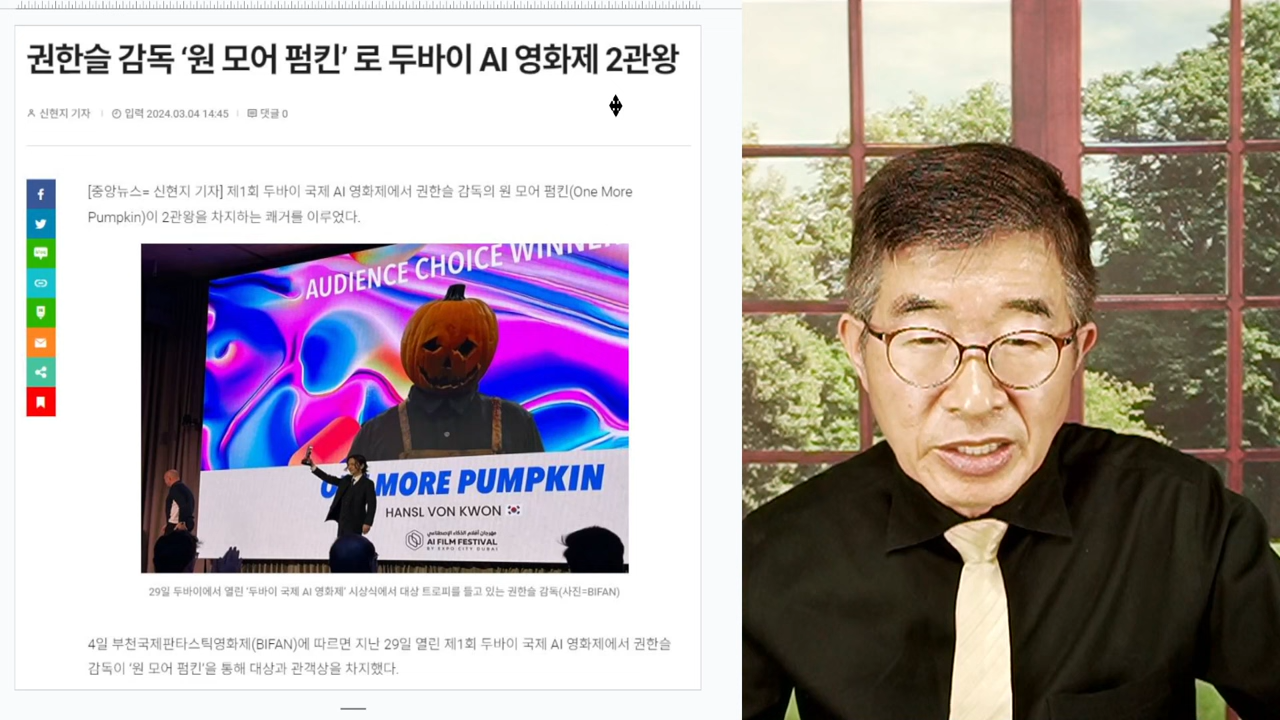 권한슬 감독 ‘원 모어 펌킨’ 로 두바이 AI 영화제 2관왕
신현지 기자 입력 2024.03.04 14:45 댓글 0
[중앙뉴스= 신현지 기자] 제1회 두바이 국제 AI 영화제에서 권한슬 감독의 원 모어 펌킨(One More
Pumpkin)이 2관왕을 차지하는 쾌거를 이루었다.
AUDIENCE CHOICE WINNER
MORE PUMPKIN
HANSL VON KWON
مهرجان أفلام الذكاء الاصطناعي
AI FILM FESTIVAL
BY EXPO CITY DUBAI
29일 두바이에서 열린 ‘두바이 국제 AI 영화제’ 시상식에서 대상 트로피를 들고 있는 권한슬 감독(사진=BIFAN)
4일 부천국제판타스틱영화제(BIFAN)에 따르면 지난 29일 열린 제1회 두바이 국제 AI 영화제에서 권한슬
감독이 ‘원 모어 펌킨’을 통해 대상과 관객상을 차지했다.